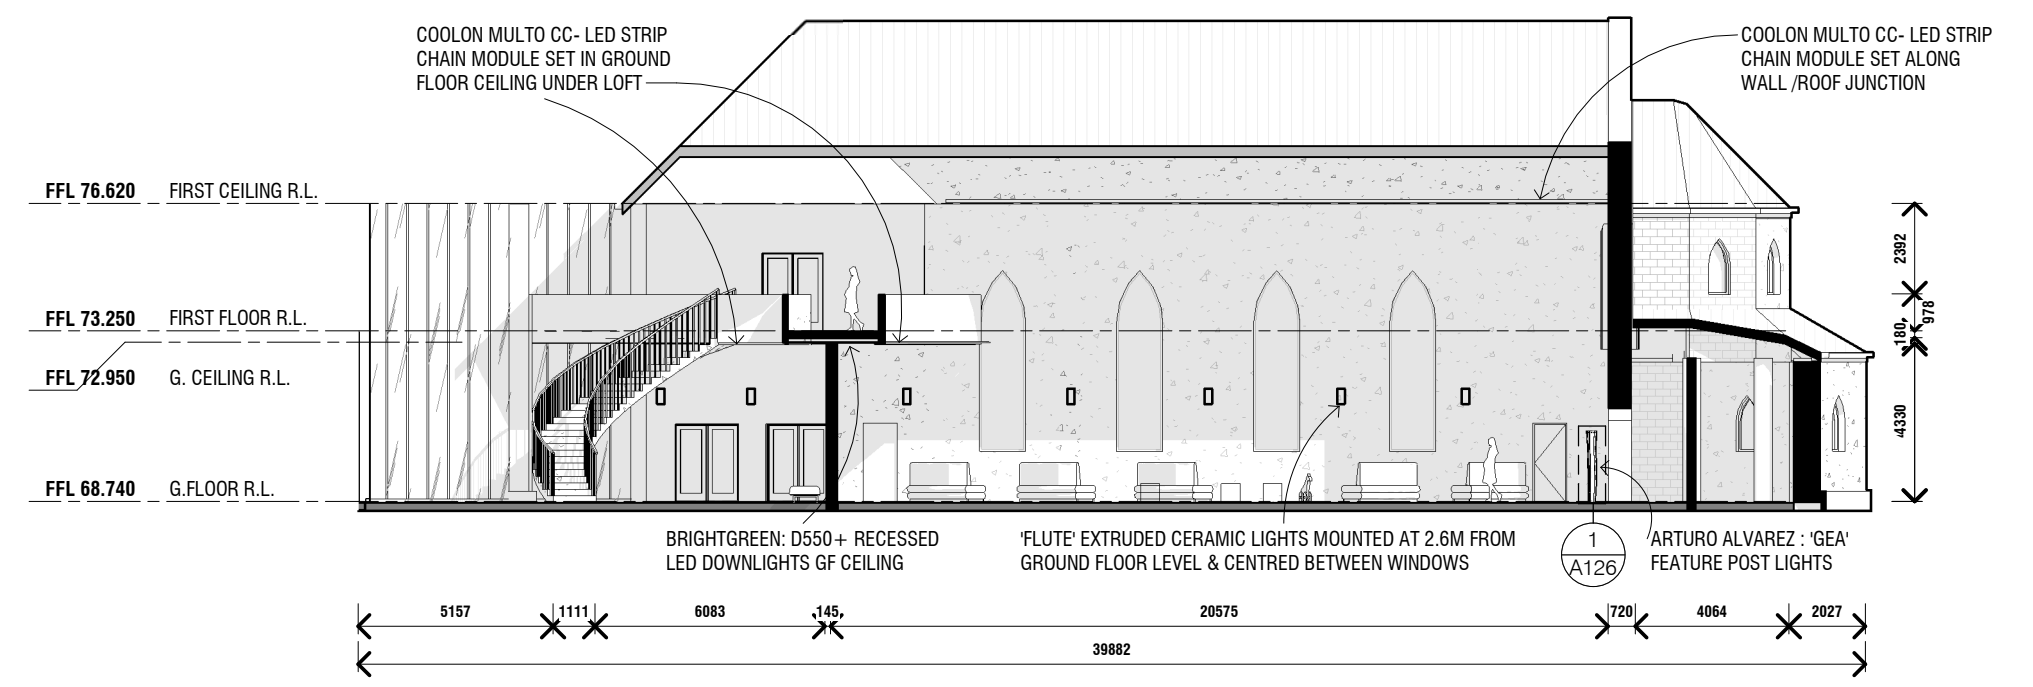 COOLON MULTO CC- LED STRIP
CHAIN MODULE SET IN GROUND
FLOOR CEILING UNDER LOFT
COOLON MULTO CC- LED STRIP
CHAIN MODULE SET ALONG
WALL /ROOF JUNCTION
FFL 76.620 FIRST CEILING R.L.
FFL 73.250 FIRST FLOOR R.L.
FFL 72.950 G. CEILING R.L.
FFL 68.740 G.FLOOR R.L.
2392
978
180
4330
BRIGHTGREEN: D550+ RECESSED
LED DOWNLIGHTS GF CEILING
'FLUTE' EXTRUDED CERAMIC LIGHTS MOUNTED AT 2.6M FROM
GROUND FLOOR LEVEL & CENTRED BETWEEN WINDOWS
1
A126
ARTURO ALVAREZ : 'GEA'
FEATURE POST LIGHTS
5157 1111 6083 145 20575 720 4064 2027
39882